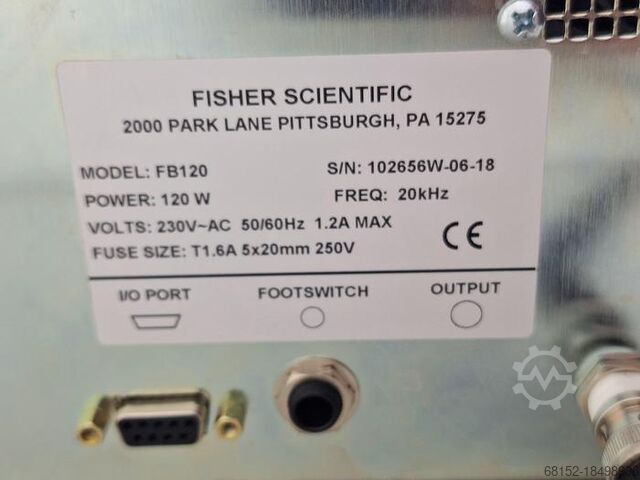 FISHER SCIENTIFIC
2000 PARK LANE PITTSBURGH, PA 15275
MODEL: FB120 S/N: 102656W-06-18
POWER: 120 W FREQ: 20kHz
VOLTS: 230V~AC 50/60Hz 1.2A MAX
FUSE SIZE: T1.6A 5x20mm 250V
CE
I/O PORT FOOTSWITCH OUTPUT